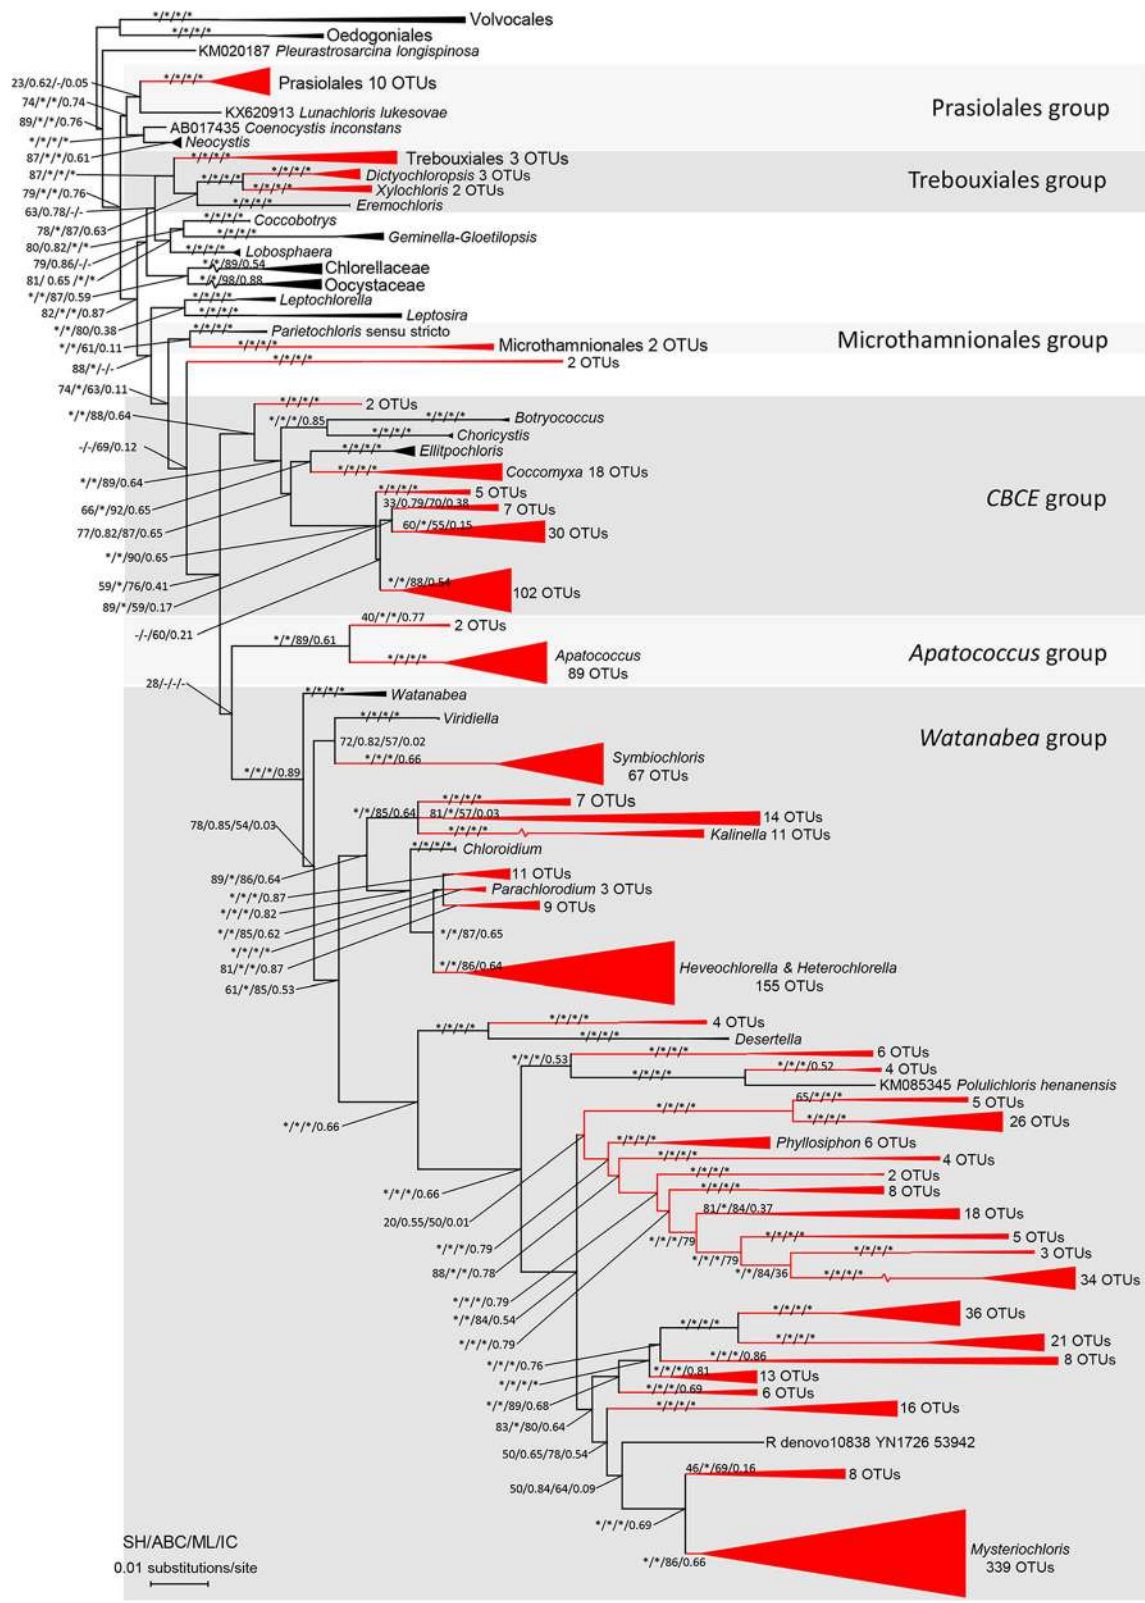 */*/*/* Volvocales
*/*/*/* Oedogoniales
KM020187 Pleurastrosarcina longispinosa
*/*/*/* Prasiolales 10 OTUs
23/0.62/-/0.05
Prasiolales group
74/*/*/0.74
KX620913 Lunachloris lukesovae
89/*/*/0.76
AB017435 Coenocystis inconstans
*/*/*/* Neocystis
87/*/*/0.61
*/*/*/* Trebouxiales 3 OTUs
87/*/*/*
*/*/*/* Dictyochloropsis 3 OTUs
*/*/*/*
Trebouxiales group
79/*/*/0.76
*/*/*/* Xylochloris 2 OTUs
63/0.78/-/-
*/*/*/* Eremochloris
78/*/87/0.63
*/*/*/* Coccobotrys
80/0.82/*/*
*/*/*/* Geminella-Gloetilopsis
79/0.86/-/-
*/*/*/* Lobosphaera
81/ 0.65 /*/*
*/*/89/0.54 Chlorellaceae
*/*/87/0.59
*/*/98/0.88 Oocystaceae
82/*/*/0.87
*/*/*/* Leptochlorella
*/*/80/0.38
*/*/*/* Leptosira
*/*/*/* Parietochloris sensu stricto
Microthamnionales group
*/*/61/0.11
*/*/*/* Microthamnionales 2 OTUs
88/*/-/-
*/*/*/* 2 OTUs
74/*/63/0.11
*/*/*/* 2 OTUs
*/*/88/0.64
*/*/*/0.85
*/*/*/* Botryococcus
*/*/*/* Choricystis
-/-/69/0.12
*/*/*/* Ellitpochloris
*/*/89/0.64
*/*/*/* Coccomyxa 18 OTUs
*/*/*/* 5 OTUs
CBCE group
66/*/92/0.65
33/0.79/70/0.38 7 OTUs
77/0.82/87/0.65
60/*/55/0.15 30 OTUs
*/*/90/0.65
59/*/76/0.41
*/*/88/0.54 102 OTUs
89/*/59/0.17
40/*/*/0.77 2 OTUs
-/-/60/0.21
*/*/89/0.61
Apatococcus group
*/*/*/* Apatococcus
89 OTUs
28/-/-/-
*/*/*/* Watanabea
*/*/*/* Viridiella
Watanabea group
72/0.82/57/0.02
*/*/*/0.66 Symbiochloris
67 OTUs
*/*/*/0.89
*/*/*/* 7 OTUs
*/*/85/0.64
81/*/57/0.03 14 OTUs
78/0.85/54/0.03
*/*/*/* Kalinella 11 OTUs
*/*/*/* Chloroidium
89/*/86/0.64
11 OTUs
*/*/*/0.87
Parachlorodium 3 OTUs
*/*/*/0.82
9 OTUs
*/*/85/0.62
*/*/87/0.65
*/*/*/*
81/*/*/0.87
*/*/86/0.64 Heveochlorella & Heterochlorella
155 OTUs
61/*/85/0.53
*/*/*/* 4 OTUs
*/*/*/*
*/*/*/* Desertella
*/*/*/0.53
*/*/*/* 6 OTUs
*/*/*/0.52 4 OTUs
*/*/*/*
KM085345 Polulichloris henanensis
65/*/*/* 5 OTUs
*/*/*/*
*/*/*/* 26 OTUs
*/*/*/0.66
*/*/*/* Phyllosiphon 6 OTUs
*/*/*/* 4 OTUs
*/*/*/* 2 OTUs
*/*/*/0.66
*/*/*/* 8 OTUs
81/*/84/0.37 18 OTUs
20/0.55/50/0.01
*/*/*/79
*/*/*/* 5 OTUs
*/*/*/0.79
*/*/*/79
*/*/*/* 3 OTUs
88/*/*/0.78
*/*/84/36
*/*/*/* 34 OTUs
*/*/*/0.79
*/*/*/* 36 OTUs
*/*/84/0.54
*/*/*/*
*/*/*/0.79
*/*/*/* 21 OTUs
*/*/*/0.86 8 OTUs
*/*/*/0.76
*/*/*/0.81 13 OTUs
*/*/*/*
*/*/*/0.69 6 OTUs
*/*/89/0.68
*/*/*/* 16 OTUs
83/*/80/0.64
R denovo10838 YN1726 53942
50/0.65/78/0.54
46/*/69/0.16 8 OTUs
50/0.84/64/0.09
*/*/*/0.69
SH/ABC/ML/IC
*/*/86/0.66 Mysteriochloris
339 OTUs
0.01 substitutions/site